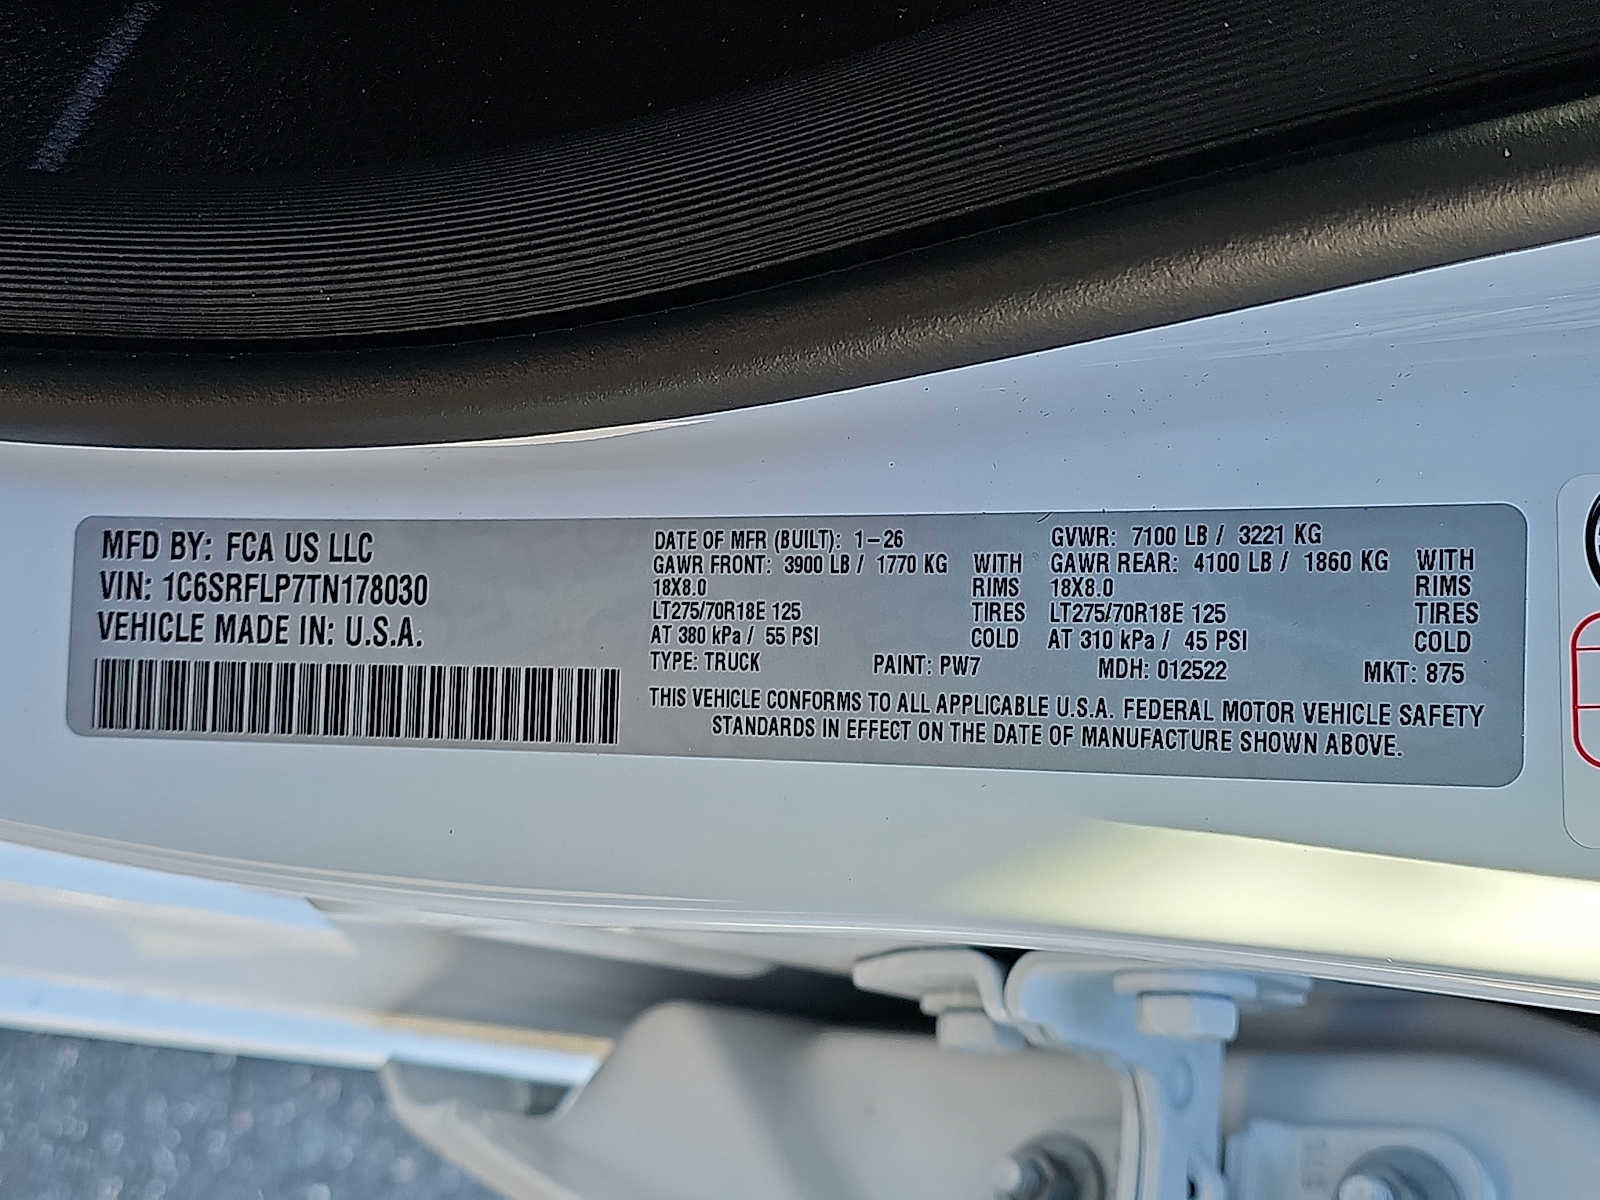 MFD BY: FCA US LLC
VIN: 1C6SRFLP7TN178030
VEHICLE MADE IN: U.S.A.
DATE OF MFR (BUILT): 1-26
GAWR FRONT: 3900 LB / 1770 KG WITH
18X8.0 RIMS
LT275/70R18E 125 TIRES
AT 380 kPa / 55 PSI COLD
GVWR: 7100 LB / 3221 KG
GAWR REAR: 4100 LB / 1860 KG WITH
18X8.0 RIMS
LT275/70R18E 125 TIRES
AT 310 kPa / 45 PSI COLD
TYPE: TRUCK PAINT: PW7 MDH: 012522 MKT: 875
THIS VEHICLE CONFORMS TO ALL APPLICABLE U.S.A. FEDERAL MOTOR VEHICLE SAFETY
STANDARDS IN EFFECT ON THE DATE OF MANUFACTURE SHOWN ABOVE.